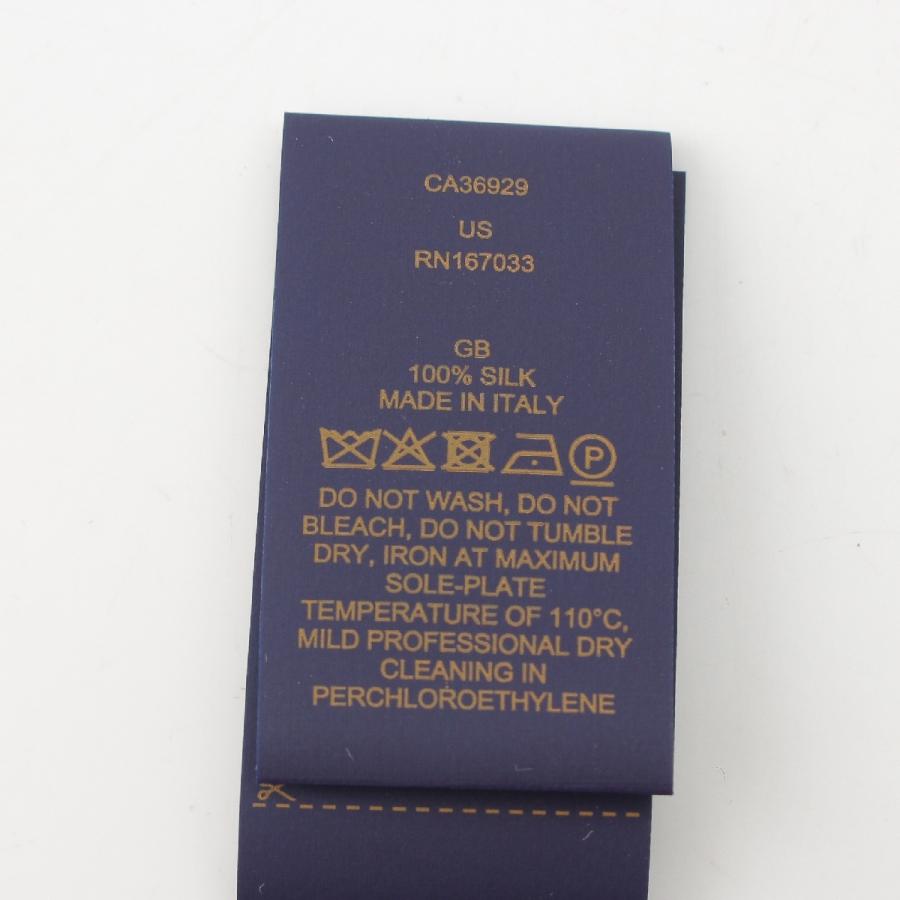 CA36929
US
RN167033
GB
100% SILK
MADE IN ITALY
P
DO NOT WASH, DO NOT
BLEACH, DO NOT TUMBLE
DRY, IRON AT MAXIMUM
SOLE-PLATE
TEMPERATURE OF 110°C,
MILD PROFESSIONAL DRY
CLEANING IN
PERCHLOROETHYLENE